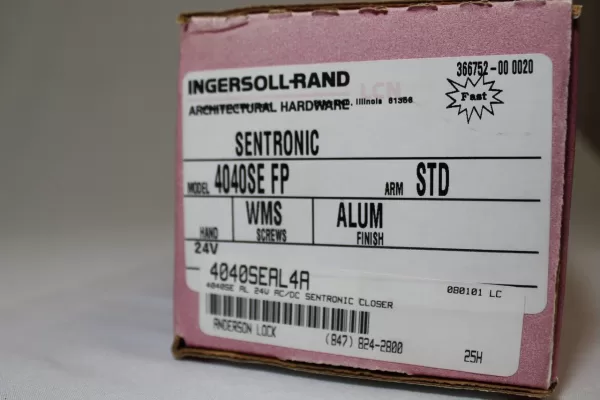 366752-00 0020
INGERSOLL-RAND LCN
ARCHITECTURAL HARDWARE, Illinois 61356
Fast
SENTRONIC
MODEL 4040SE FP ARM STD
HAND WMS SCREWS ALUM FINISH
24V
4040SEAL4A 080101 LC
4040SE AL 24V AC/DC SENTRONIC CLOSER
ANDERSON LOCK (847) 824-2800 25H